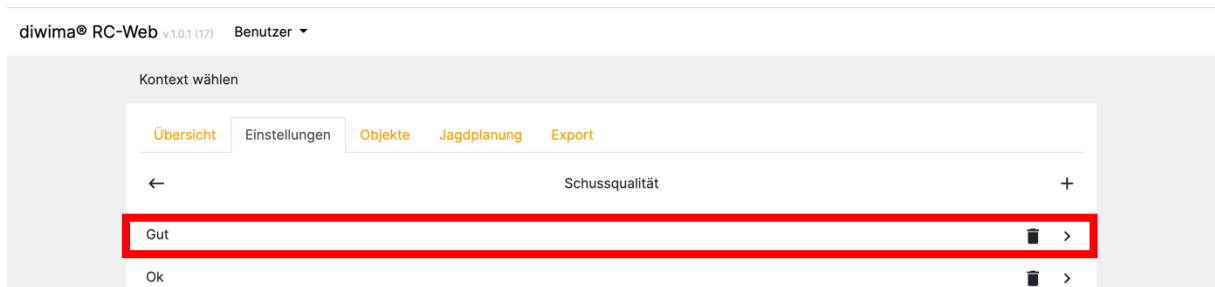 diwima® RC-Web v.1.0.1 (17) Benutzer
Kontext wählen
Übersicht Einstellungen Objekte Jagdplanung Export
Schussqualität
Gut
Ok